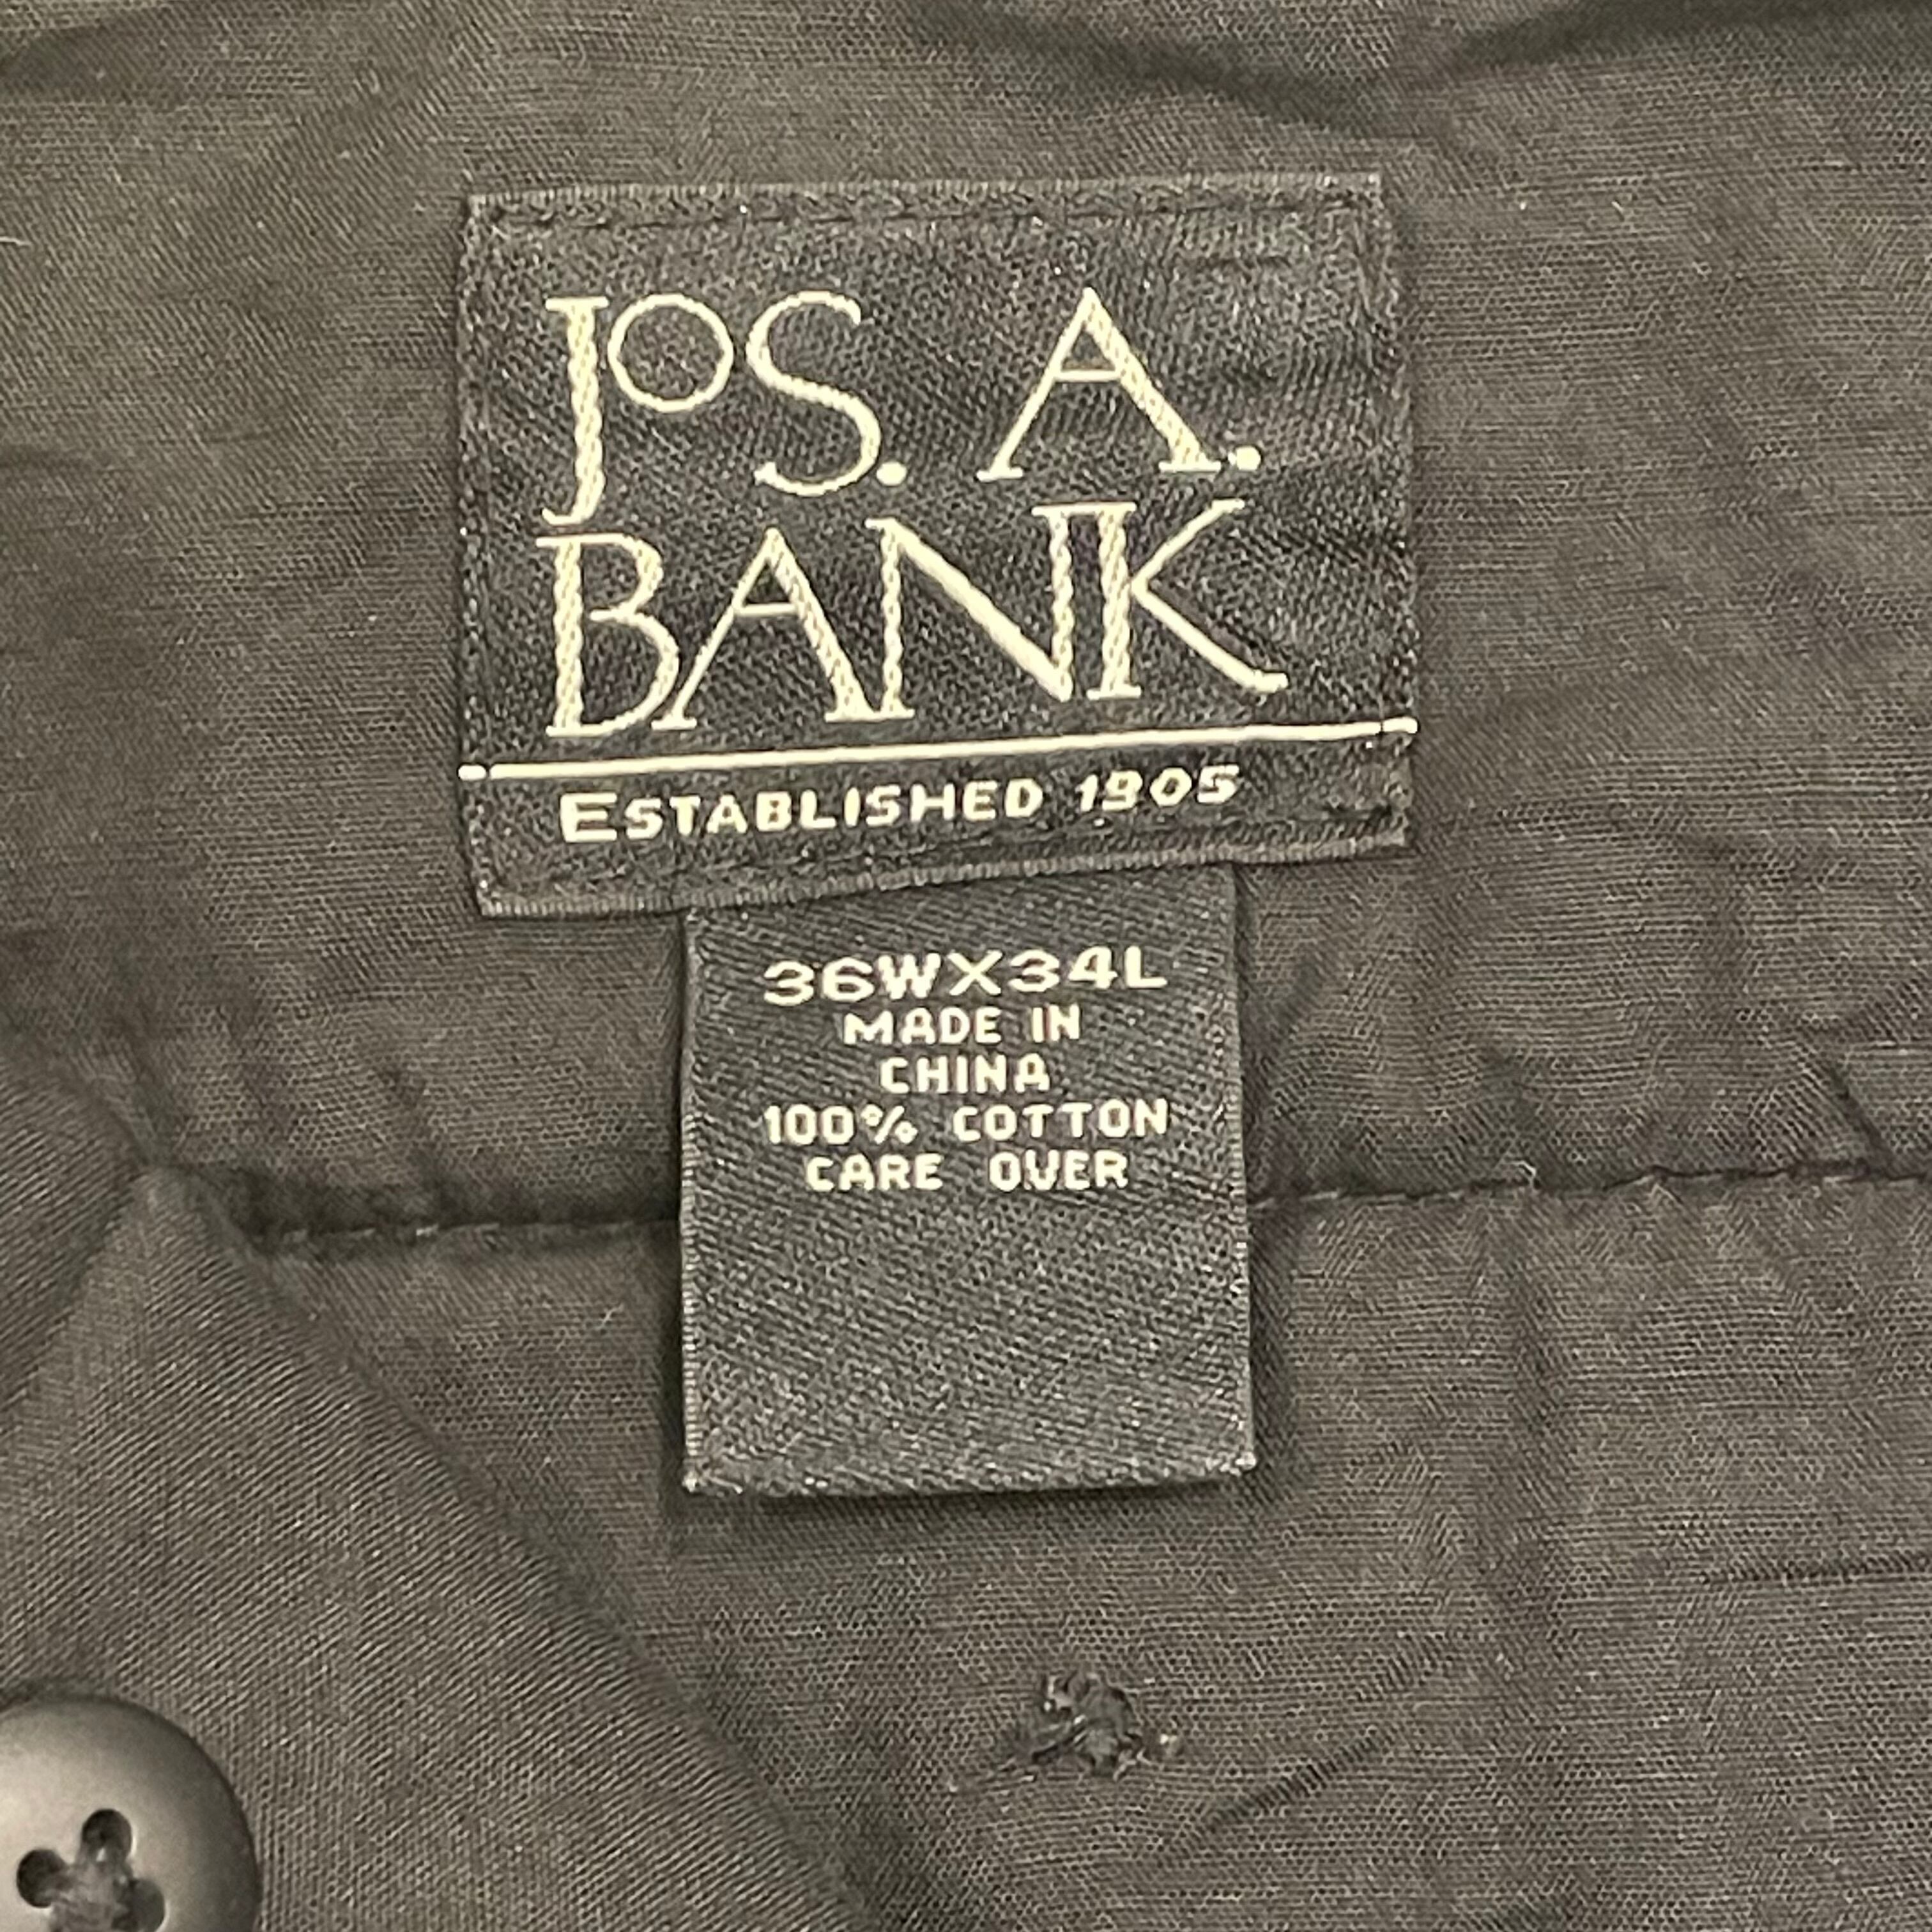 JOS. A.
BANK
ESTABLISHED 1905
36WX34L
MADE IN
CHINA
100% COTTON
CARE OVER